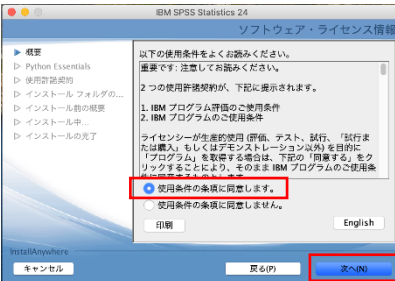 IBM SPSS Statistics 24
ソフトウェア・ライセンス情報
概要
Python Essentials
使用許諾契約
インストール フォルダの...
インストール前の概要
インストール中...
インストールの完了
以下の使用条件をよくお読みください。
重要です: 注意してお読みください。
2 つの使用許諾契約が、下記に提示されます。
1. IBM プログラム評価のご使用条件
2. IBM プログラムのご使用条件
ライセンシーが生産的使用 (評価、テスト、試行、「試行ま
たは購入」もしくはデモンストレーション以外) を目的に
「プログラム」を取得する場合は、下記の「同意する」をク
リックすることにより、そのまま IBM プログラムのご使用条
使用条件の条項に同意します。
使用条件の条項に同意しません。
印刷
English
InstallAnywhere
キャンセル
戻る(P)
次へ(N)